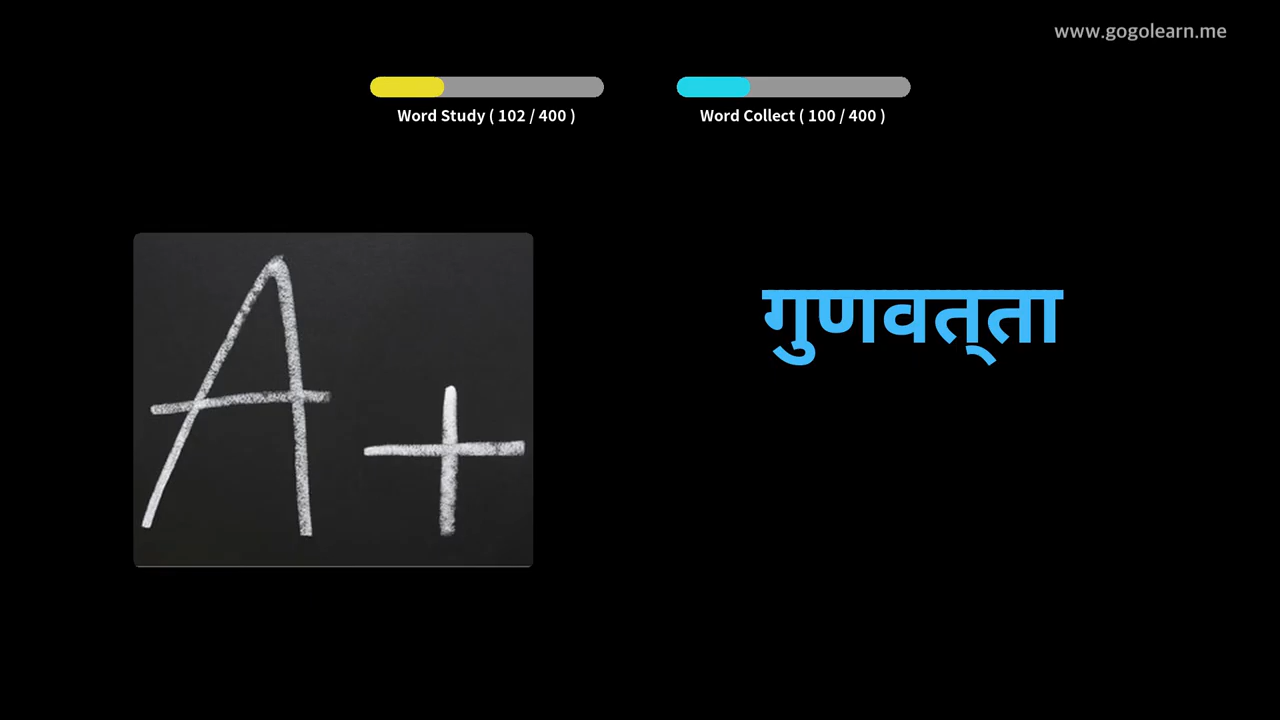 www.gogolearn.me
Word Study ( 102 / 400 )
Word Collect ( 100 / 400 )
A+
गुणवत्‌ता